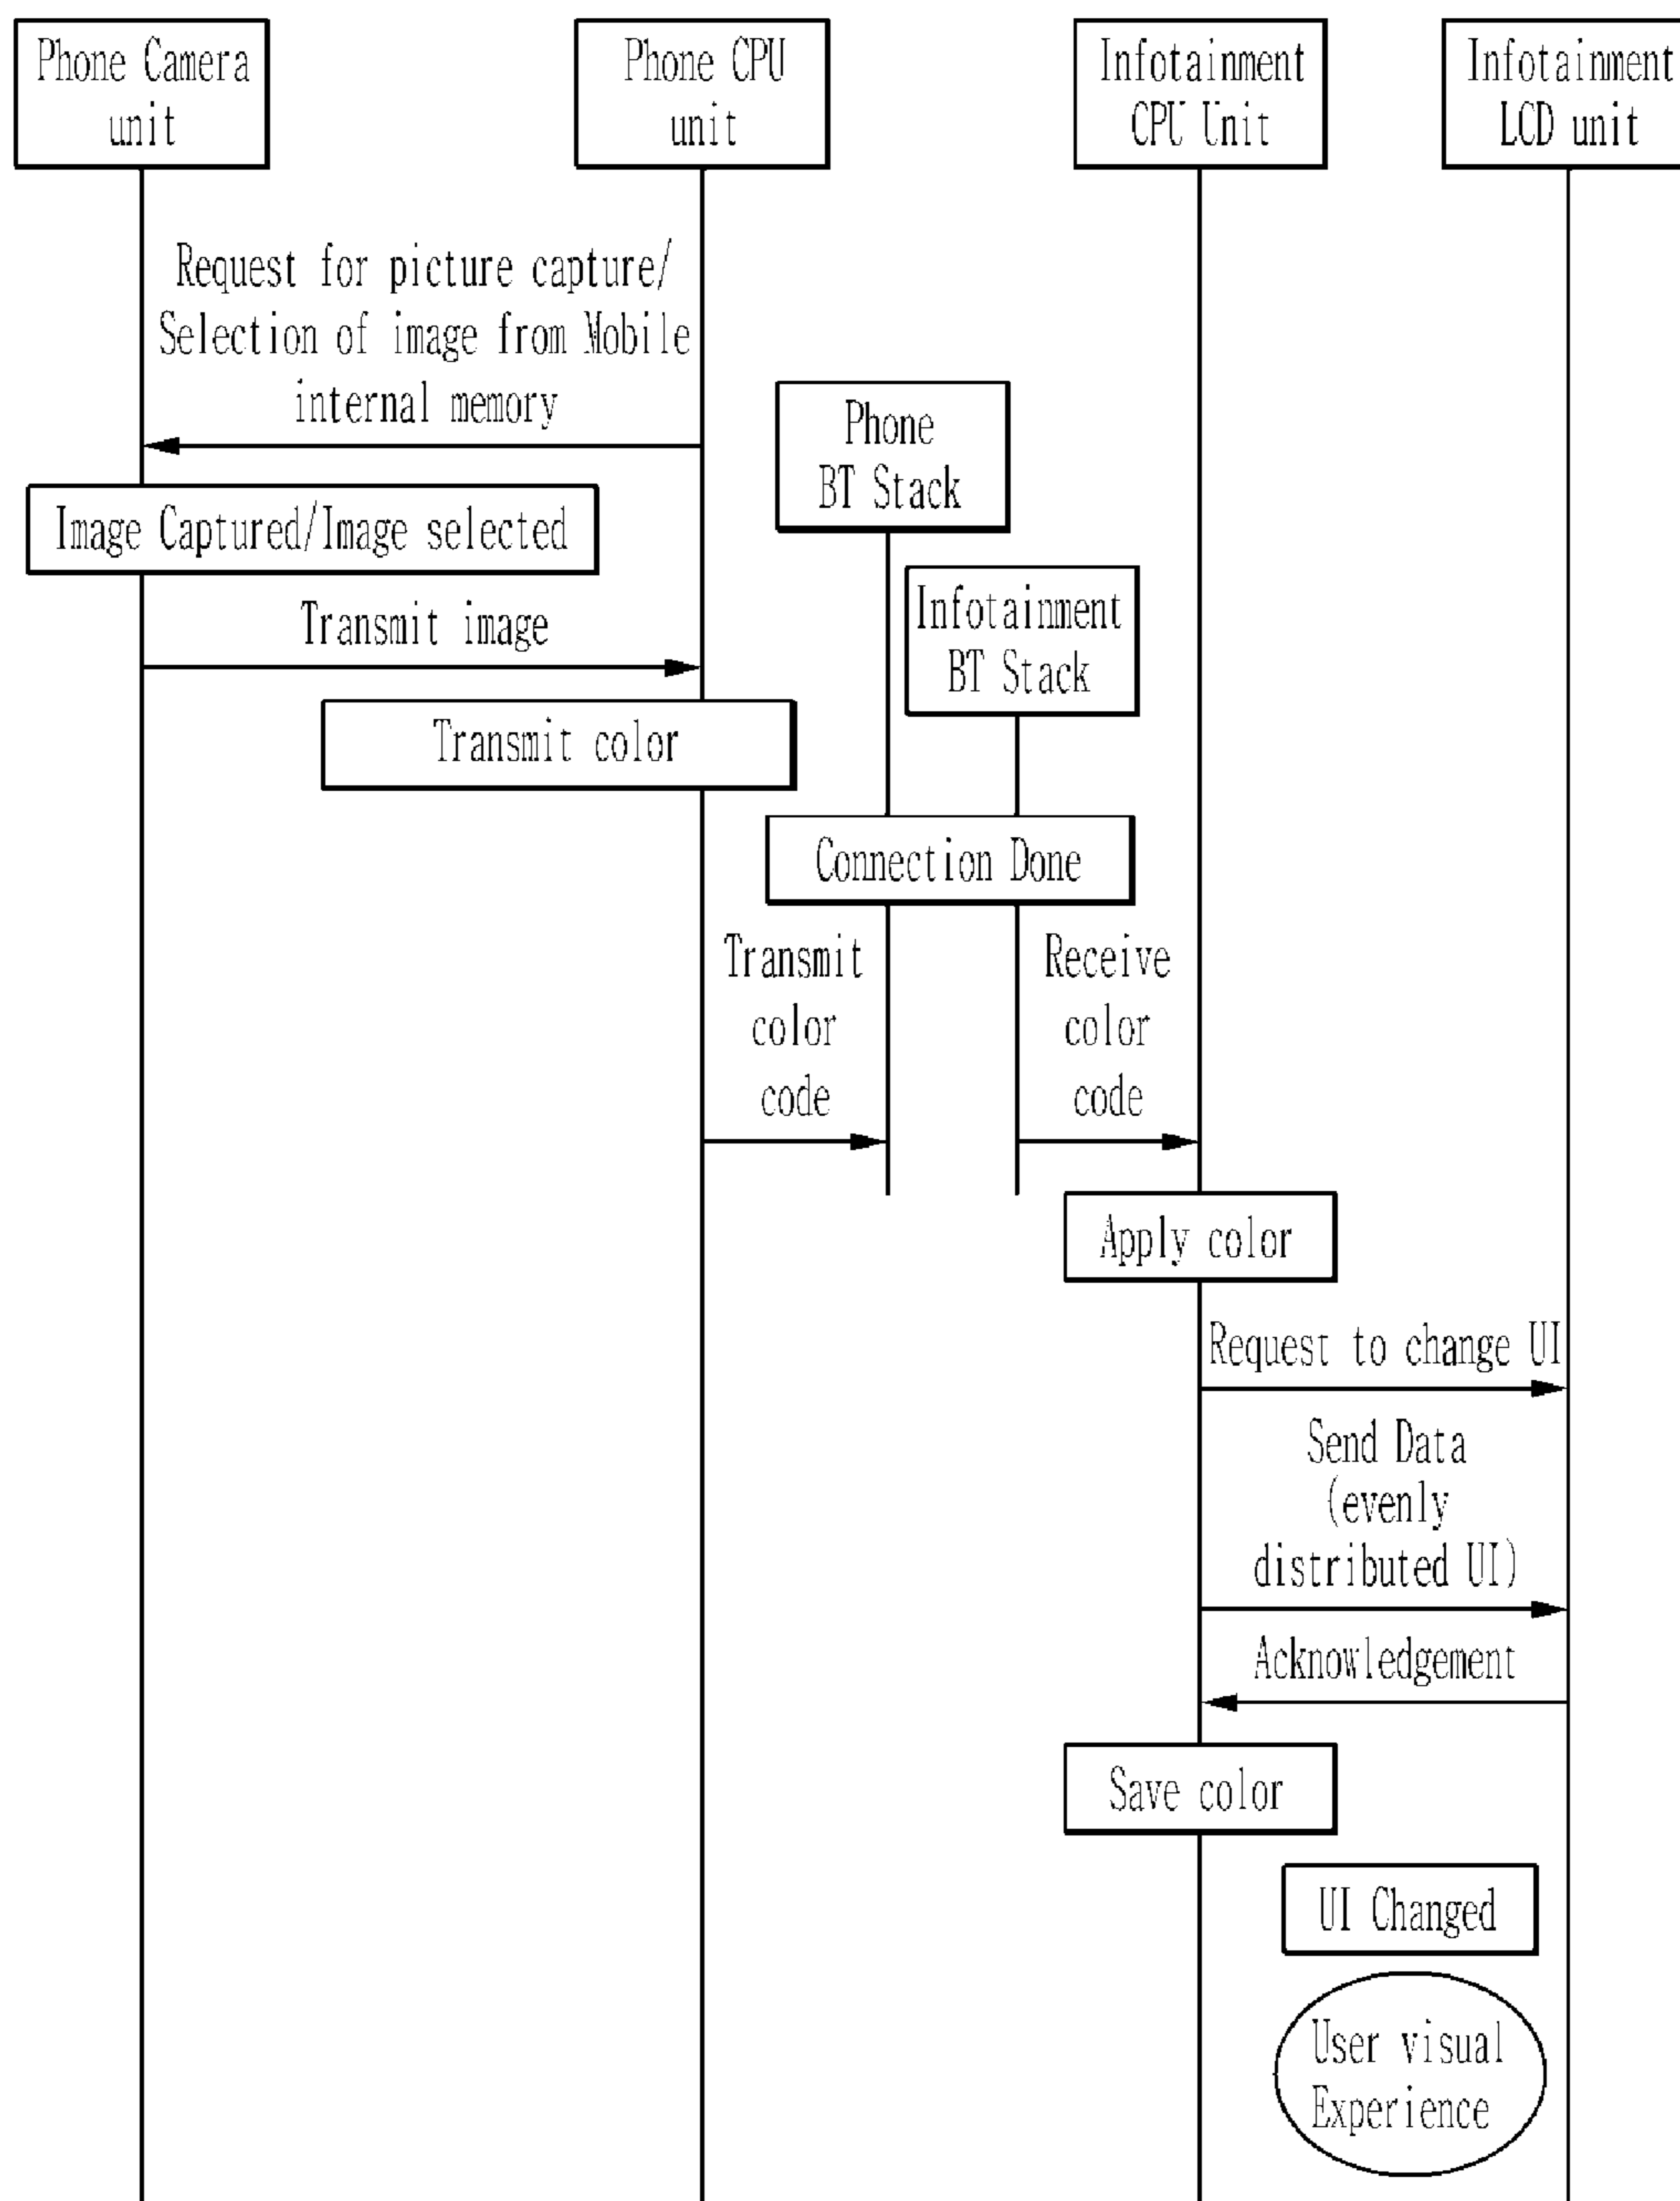 Phone Camera
unit
Phone CPU
unit
Infotainment
CPU Unit
Infotainment
LCD unit
Request for picture capture/
Selection of image from Mobile
internal memory
Phone
BT Stack
Image Captured/Image selected
Infotainment
BT Stack
Transmit image
Transmit color
Connection Done
Transmit
color
code
Receive
color
code
Apply color
Request to change UI
Send Data
(evenly
distributed UI)
Acknowledgement
Save color
UI Changed
User visual
Experience